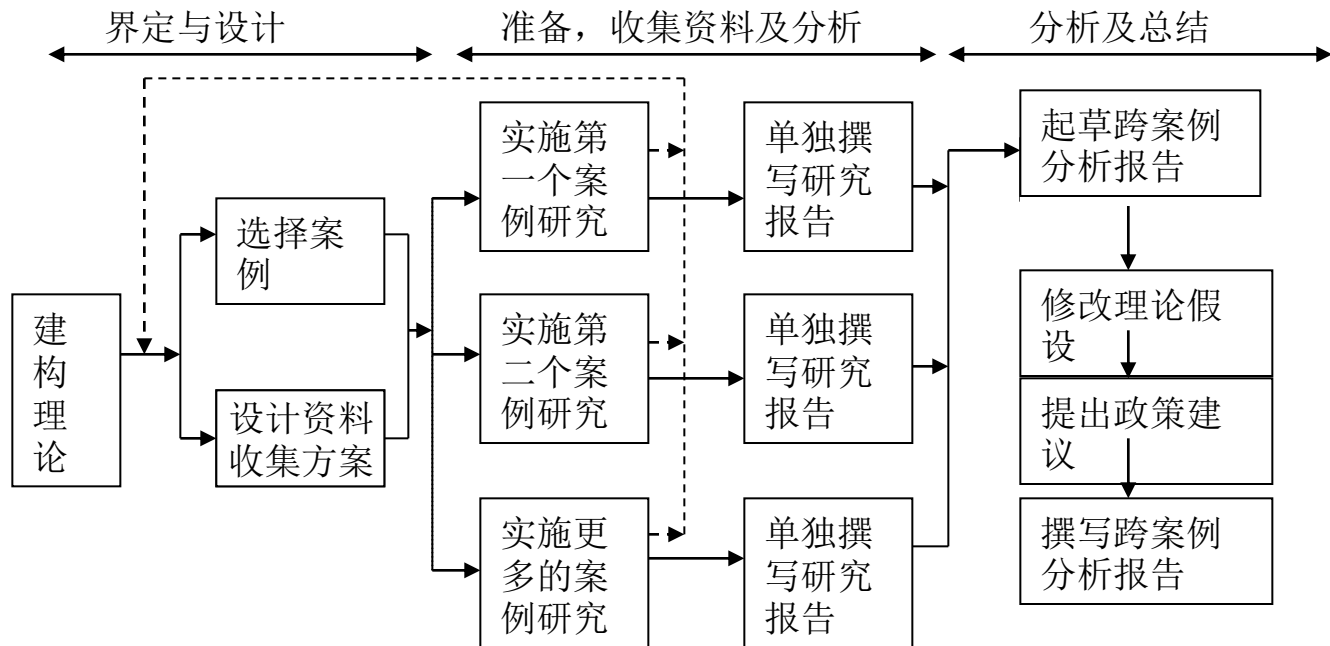 界定与设计
准备，收集资料及分析
分析及总结
建
构
理
论
选择案
例
设计资料
收集方案
实施第
一个案
例研究
单独撰
写研究
报告
实施第
二个案
例研究
单独撰
写研究
报告
实施更
多的案
例研究
单独撰
写研究
报告
起草跨案例
分析报告
修改理论假
设
提出政策建
议
撰写跨案例
分析报告